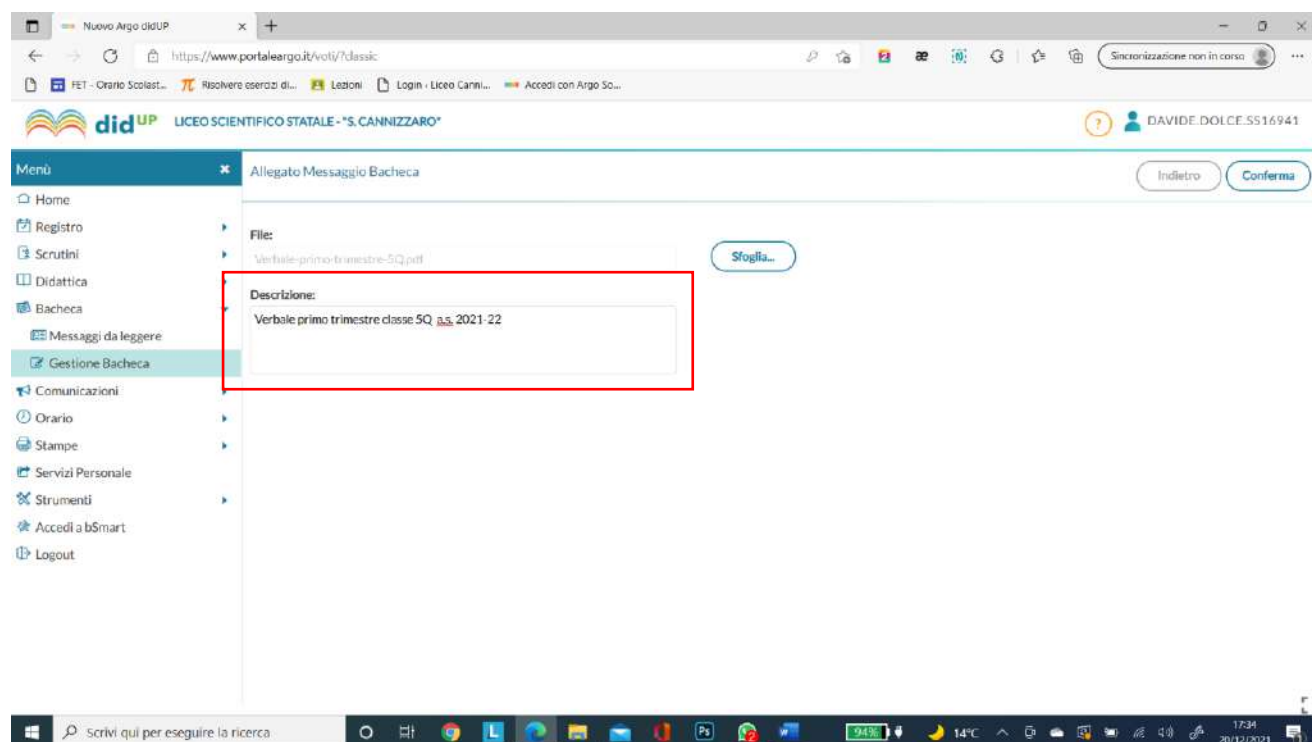 Nuovo Argo didUP
https://www.portaleargo.it/voti/?classic
Sincronizzazione non in corso
FET - Orario Scolast...
Risolvere esercizi di...
Lezioni
Login - Liceo Canni...
Accedi con Argo So...
didUP
LICEO SCIENTIFICO STATALE - "S. CANNIZZARO"
?
DAVIDE.DOLCE.SS16941
Menù
Allegato Messaggio Bacheca
Indietro
Conferma
Home
Registro
Scrutini
Didattica
Bacheca
Messaggi da leggere
Gestione Bacheca
Comunicazioni
Orario
Stampe
Servizi Personale
Strumenti
Accedi a bSmart
Logout
File:
Verbale-primo-trimestre-5Q.pdf
Sfoglia...
Descrizione:
Verbale primo trimestre classe 5Q a.s. 2021-22
Scrivi qui per eseguire la ricerca
L
Ps
94%
14°C
17:34
20/12/2021